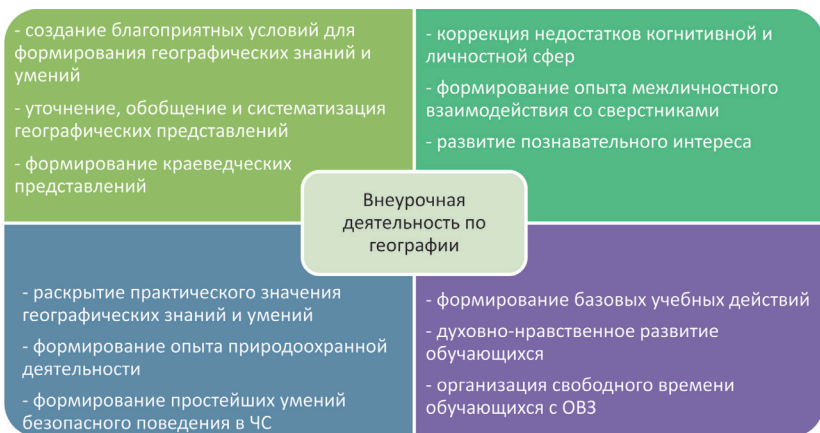 - создание благоприятных условий для
формирования географических знаний и
умений
- уточнение, обобщение и систематизация
географических представлений
- формирование краеведческих
представлений
- коррекция недостатков когнитивной и
личностной сфер
- формирование опыта межличностного
взаимодействия со сверстниками
- развитие познавательного интереса
Внеурочная
деятельность по
географии
- раскрытие практического значения
географических знаний и умений
- формирование опыта природоохранной
деятельности
- формирование простейших умений
безопасного поведения в ЧС
- формирование базовых учебных действий
- духовно-нравственное развитие
обучающихся
- организация свободного времени
обучающихся с ОВЗ